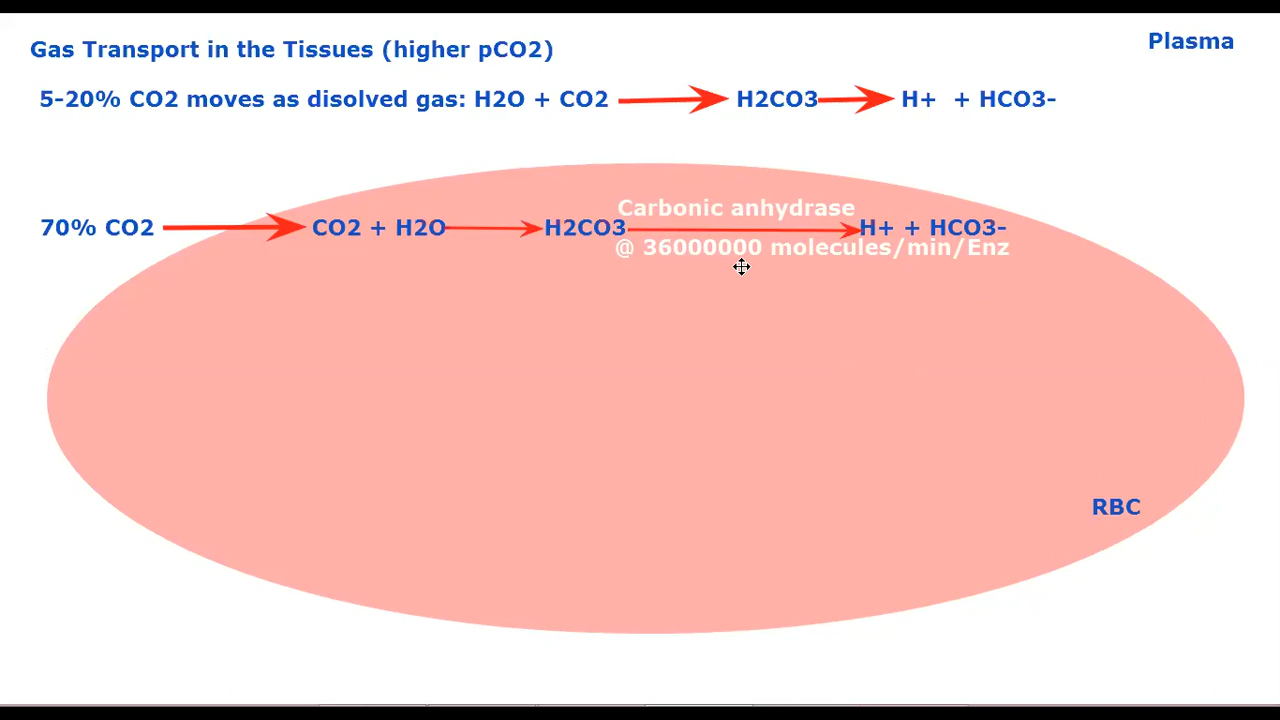 Plasma
Gas Transport in the Tissues (higher pCO2)
5-20% CO2 moves as disolved gas: H2O + CO2 H2CO3 H+ + HCO3-
Carbonic anhydrase
70% CO2 CO2 + H2O H2CO3 H+ + HCO3-
@ 36000000 molecules/min/Enz
RBC